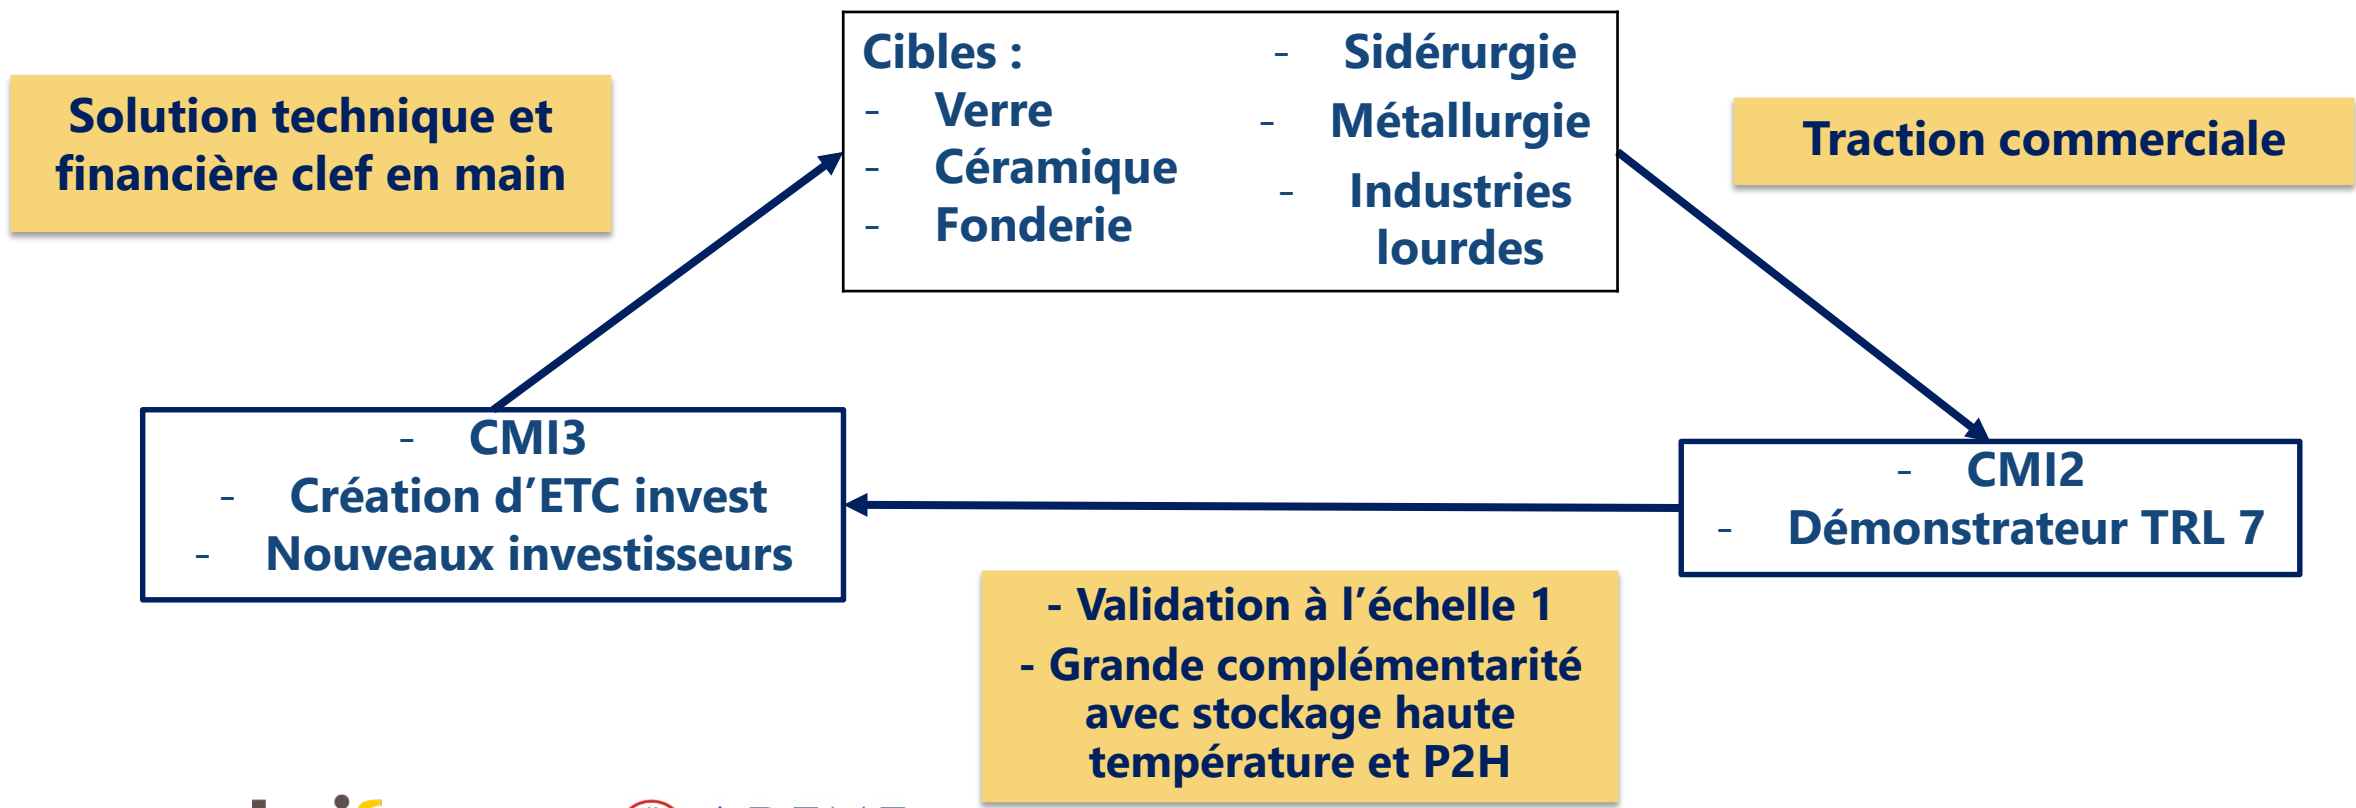 Solution technique et
financière clef en main
Cibles :
- Verre
- Céramique
- Fonderie
- Sidérurgie
- Métallurgie
- Industries
lourdes
Traction commerciale
- CMI3
- Création d’ETC invest
- Nouveaux investisseurs
- CMI2
- Démonstrateur TRL 7
- Validation à l’échelle 1
- Grande complémentarité
avec stockage haute
température et P2H